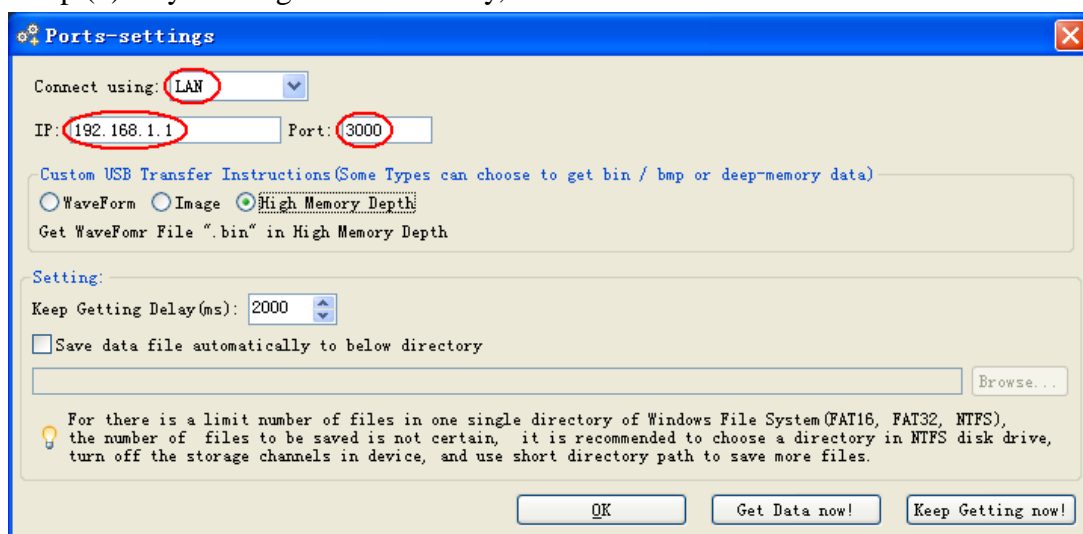 Ports-settings
Connect using: LAN
IP: 192.168.1.1 Port: 3000
Custom USB Transfer Instructions(Some Types can choose to get bin / bmp or deep-memory data)
WaveForm Image High Memory Depth
Get WaveFomr File ".bin" in High Memory Depth
Setting:
Keep Getting Delay(ms): 2000
Save data file automatically to below directory
Browse...
For there is a limit number of files in one single directory of Windows File System(FAT16, FAT32, NTFS),
the number of files to be saved is not certain, it is recommended to choose a directory in NTFS disk drive,
turn off the storage channels in device, and use short directory path to save more files.
OK Get Data now! Keep Getting now!